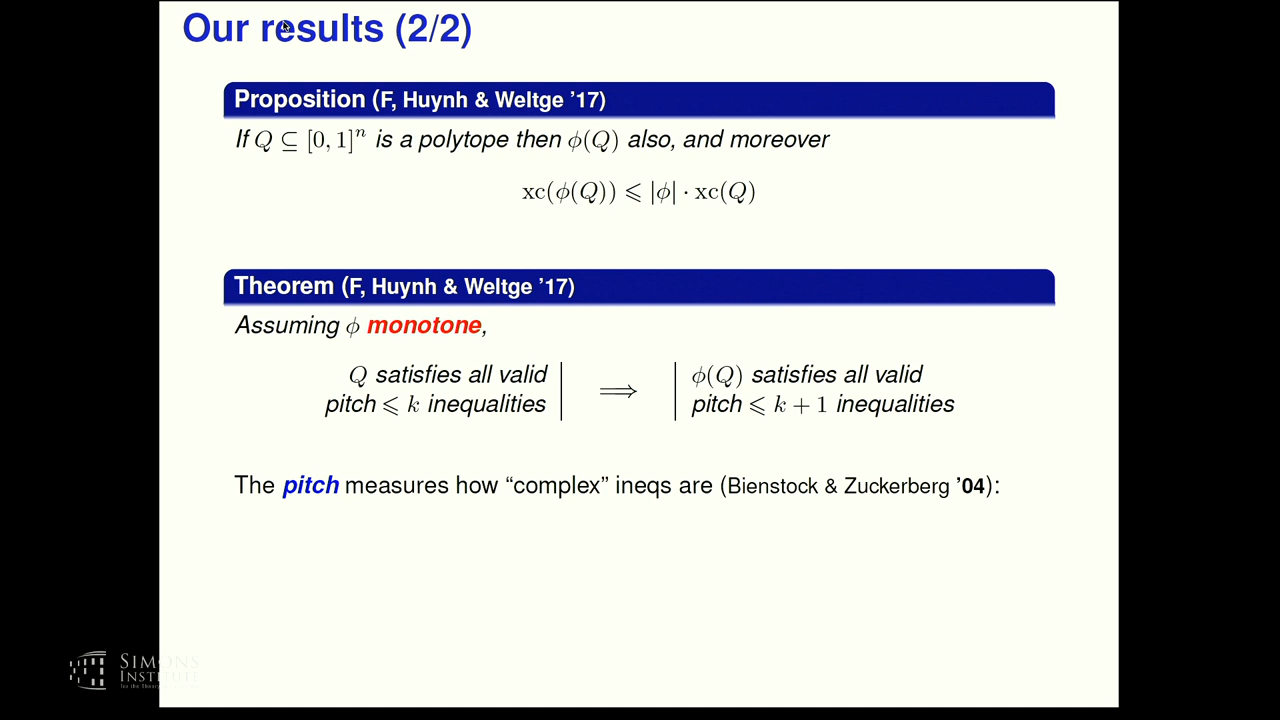 Our results (2/2)
Proposition (F, Huynh & Weltge ’17)
If Q ⊆ [0, 1]ⁿ is a polytope then ϕ(Q) also, and moreover
xc(ϕ(Q)) ⩽ |ϕ| · xc(Q)
Theorem (F, Huynh & Weltge ’17)
Assuming ϕ monotone,
Q satisfies all valid
pitch ⩽ k inequalities
⟹
ϕ(Q) satisfies all valid
pitch ⩽ k + 1 inequalities
The pitch measures how “complex” ineqs are (Bienstock & Zuckerberg ’04):
SIMONS
INSTITUTE